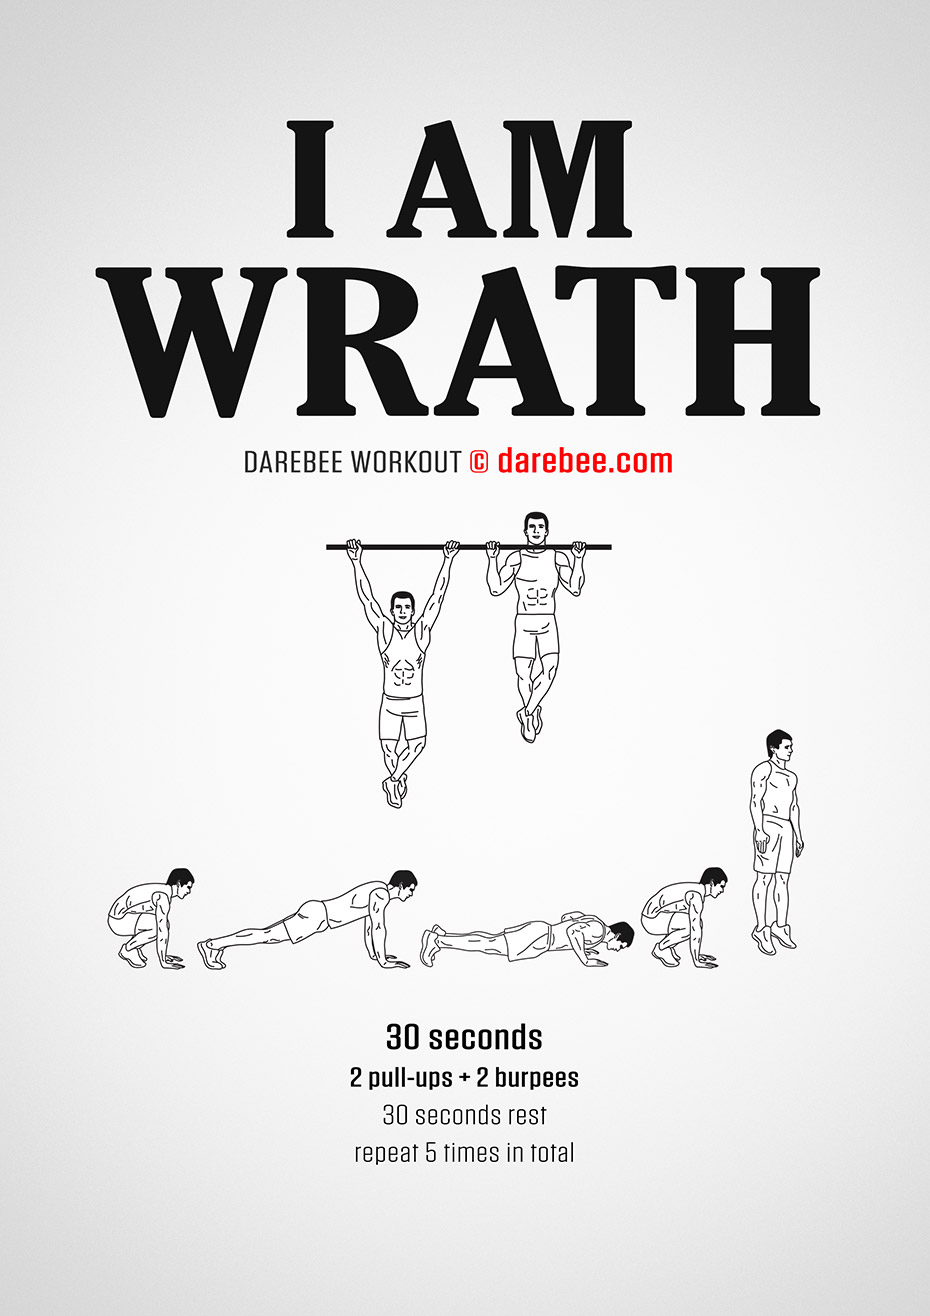 I AM
WRATH
DAREBEE WORKOUT © darebee.com
30 seconds
2 pull-ups + 2 burpees
30 seconds rest
repeat 5 times in total